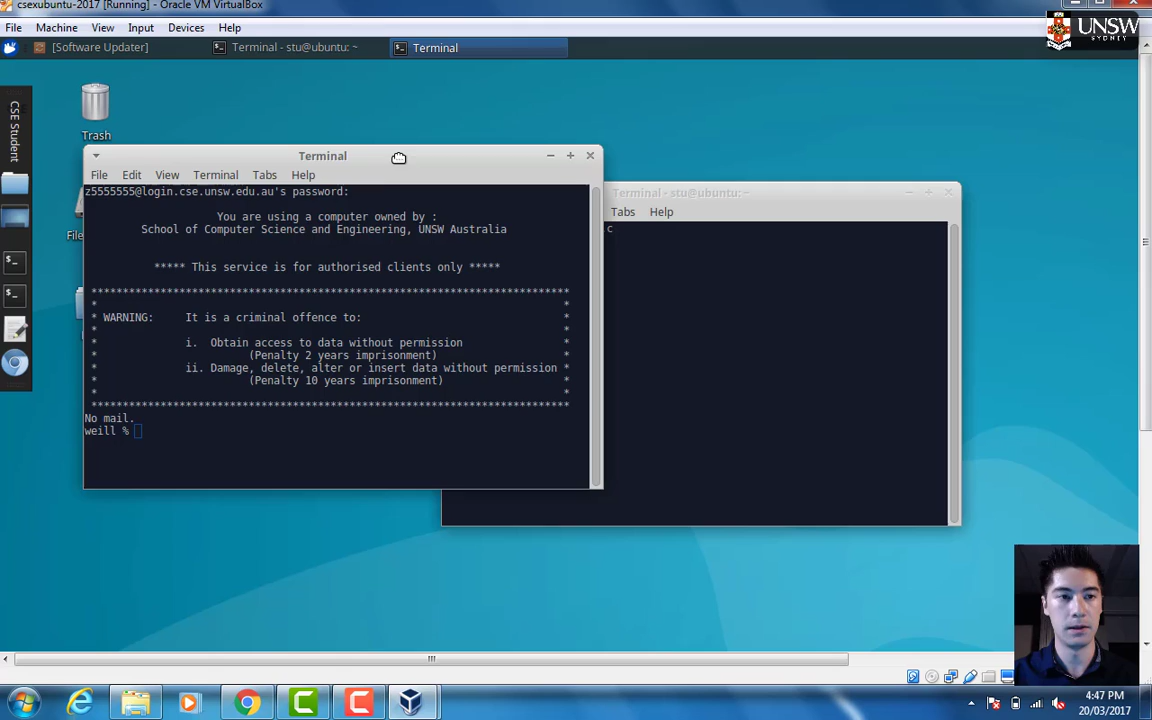 csexubuntu-2017 [Running] - Oracle VM VirtualBox
File Machine View Input Devices Help
UNSW
SYDNEY
[Software Updater] Terminal - stu@ubuntu: ~ Terminal
CSE Student
Trash
Terminal
File Edit View Terminal Tabs Help
Terminal - stu@ubuntu:~
Tabs Help
.c
z5555555@login.cse.unsw.edu.au's password:
You are using a computer owned by :
School of Computer Science and Engineering, UNSW Australia
***** This service is for authorised clients only *****
****************************************************************************
* *
* WARNING: It is a criminal offence to: *
* *
* i. Obtain access to data without permission *
* (Penalty 2 years imprisonment) *
* ii. Damage, delete, alter or insert data without permission *
* (Penalty 10 years imprisonment) *
* *
****************************************************************************
No mail.
weill %
4:47 PM
20/03/2017